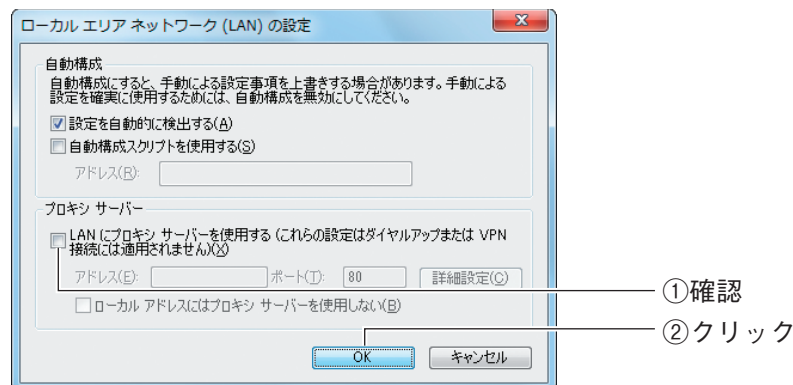 ローカル エリア ネットワーク (LAN) の設定
自動構成
自動構成にすると、手動による設定事項を上書きする場合があります。手動による
設定を確実に使用するためには、自動構成を無効にしてください。
設定を自動的に検出する(A)
自動構成スクリプトを使用する(S)
アドレス(R):
プロキシ サーバー
LAN にプロキシ サーバーを使用する (これらの設定はダイヤルアップまたは VPN
接続には適用されません)(X)
アドレス(E): ポート(T): 80 詳細設定(C)
ローカル アドレスにはプロキシ サーバーを使用しない(B)
①確認
②クリック
OK キャンセル